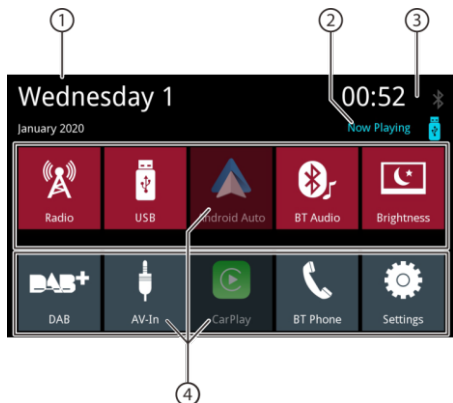 1
2
3
Wednesday 1
00:52
January 2020
Now Playing
Radio
USB
Android Auto
BT Audio
Brightness
DAB+
DAB
AV-In
CarPlay
BT Phone
Settings
4